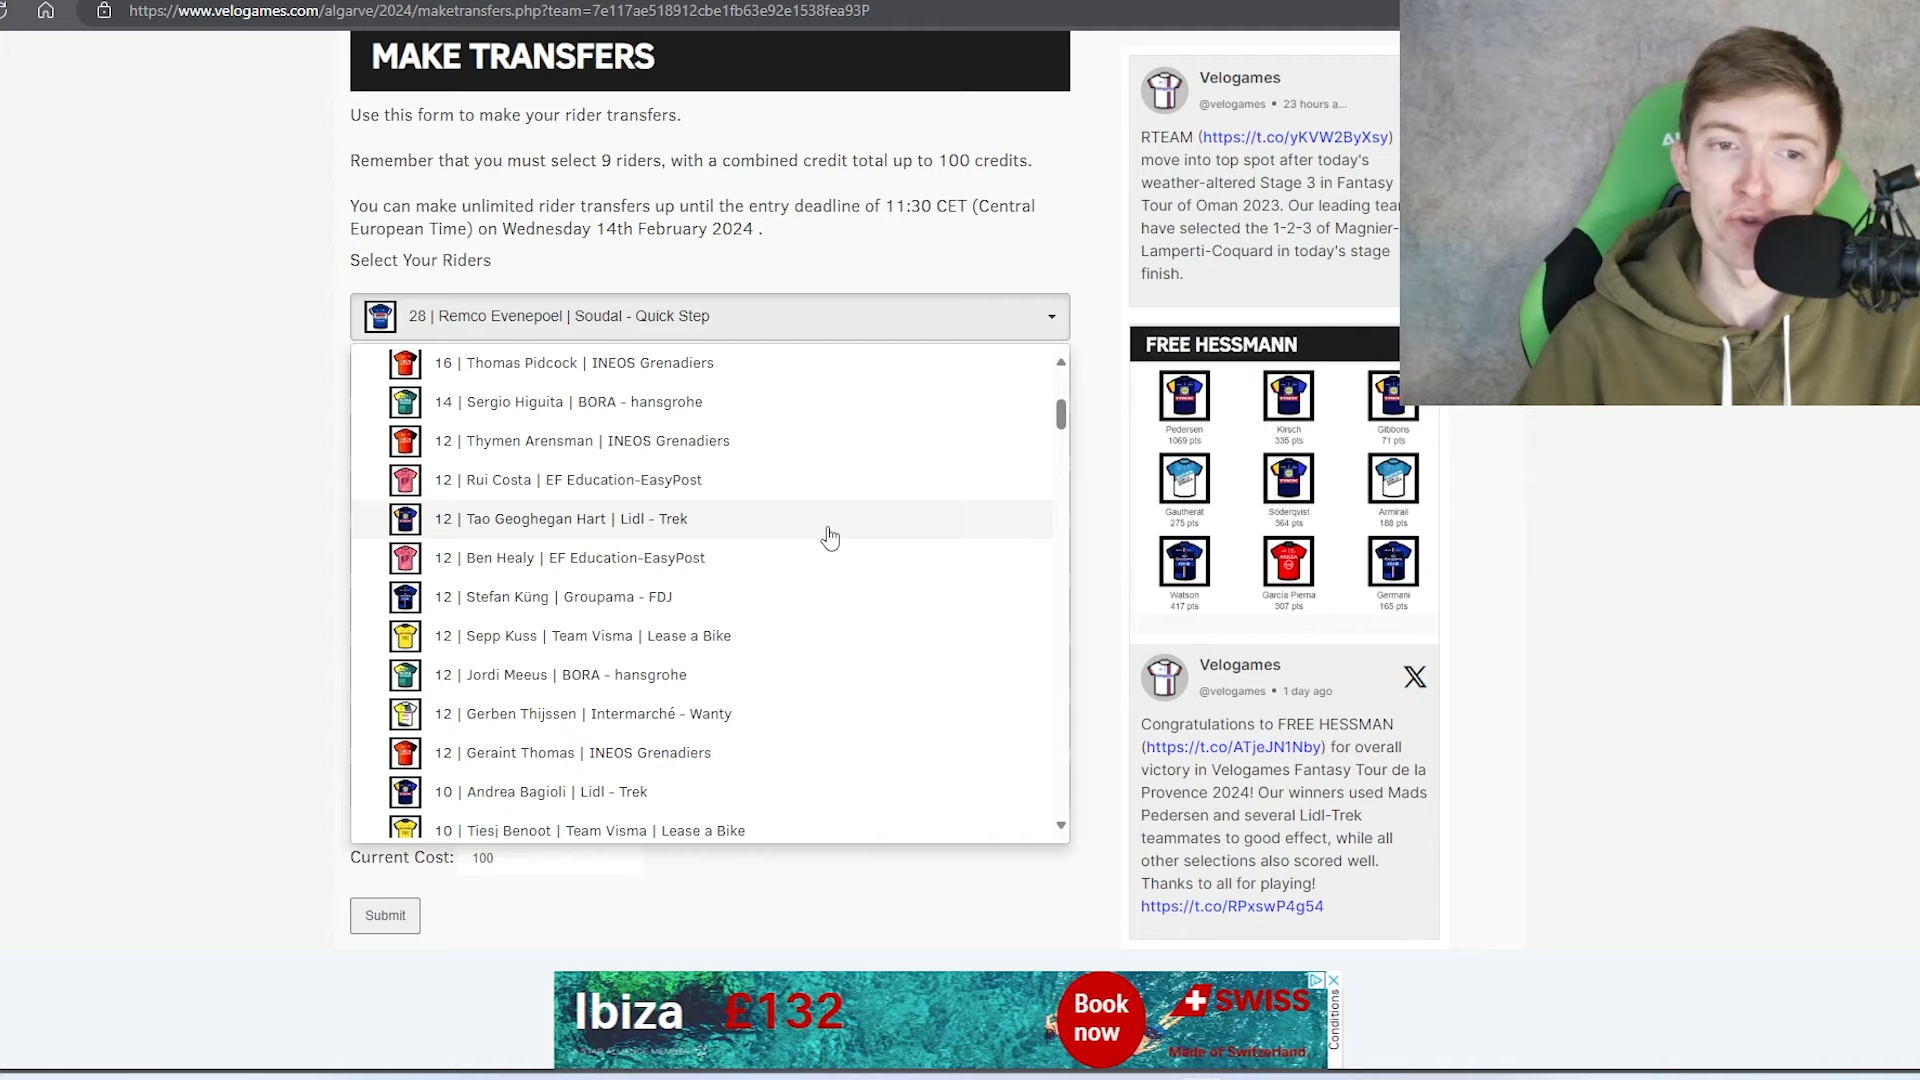 https://www.velogames.com/algarve/2024/maketransfers.php?team=7e117ae518912cbe1fb63e92e1538fea93P
MAKE TRANSFERS
Use this form to make your rider transfers.
Remember that you must select 9 riders, with a combined credit total up to 100 credits.
You can make unlimited rider transfers up until the entry deadline of 11:30 CET (Central
European Time) on Wednesday 14th February 2024 .
Select Your Riders
28 | Remco Evenepoel | Soudal - Quick Step
16 | Thomas Pidcock | INEOS Grenadiers
14 | Sergio Higuita | BORA - hansgrohe
12 | Thymen Arensman | INEOS Grenadiers
12 | Rui Costa | EF Education-EasyPost
12 | Tao Geoghegan Hart | Lidl - Trek
12 | Ben Healy | EF Education-EasyPost
12 | Stefan Küng | Groupama - FDJ
12 | Sepp Kuss | Team Visma | Lease a Bike
12 | Jordi Meeus | BORA - hansgrohe
12 | Gerben Thijssen | Intermarché - Wanty
12 | Geraint Thomas | INEOS Grenadiers
10 | Andrea Bagioli | Lidl - Trek
10 | Tiesj Benoot | Team Visma | Lease a Bike
Current Cost: 100
Submit
Velogames
@velogames • 23 hours a...
RTEAM (https://t.co/yKVW2ByXsy)
move into top spot after today's
weather-altered Stage 3 in Fantasy
Tour of Oman 2023. Our leading tea
have selected the 1-2-3 of Magnier-
Lamperti-Coquard in today's stage
finish.
FREE HESSMANN
Pedersen
1069 pts
Kirsch
335 pts
Gibbons
71 pts
Gautherat
275 pts
Söderqvist
364 pts
Armirail
188 pts
Watson
417 pts
García Pierna
307 pts
Germani
165 pts
Velogames
@velogames • 1 day ago
Congratulations to FREE HESSMAN
(https://t.co/ATjeJN1Nby) for overall
victory in Velogames Fantasy Tour de la
Provence 2024! Our winners used Mads
Pedersen and several Lidl-Trek
teammates to good effect, while all
other selections also scored well.
Thanks to all for playing!
https://t.co/RPxswP4g54
Ibiza £132
A STAR ALLIANCE MEMBER
Book
now
SWISS
Made of Switzerland.
Conditions